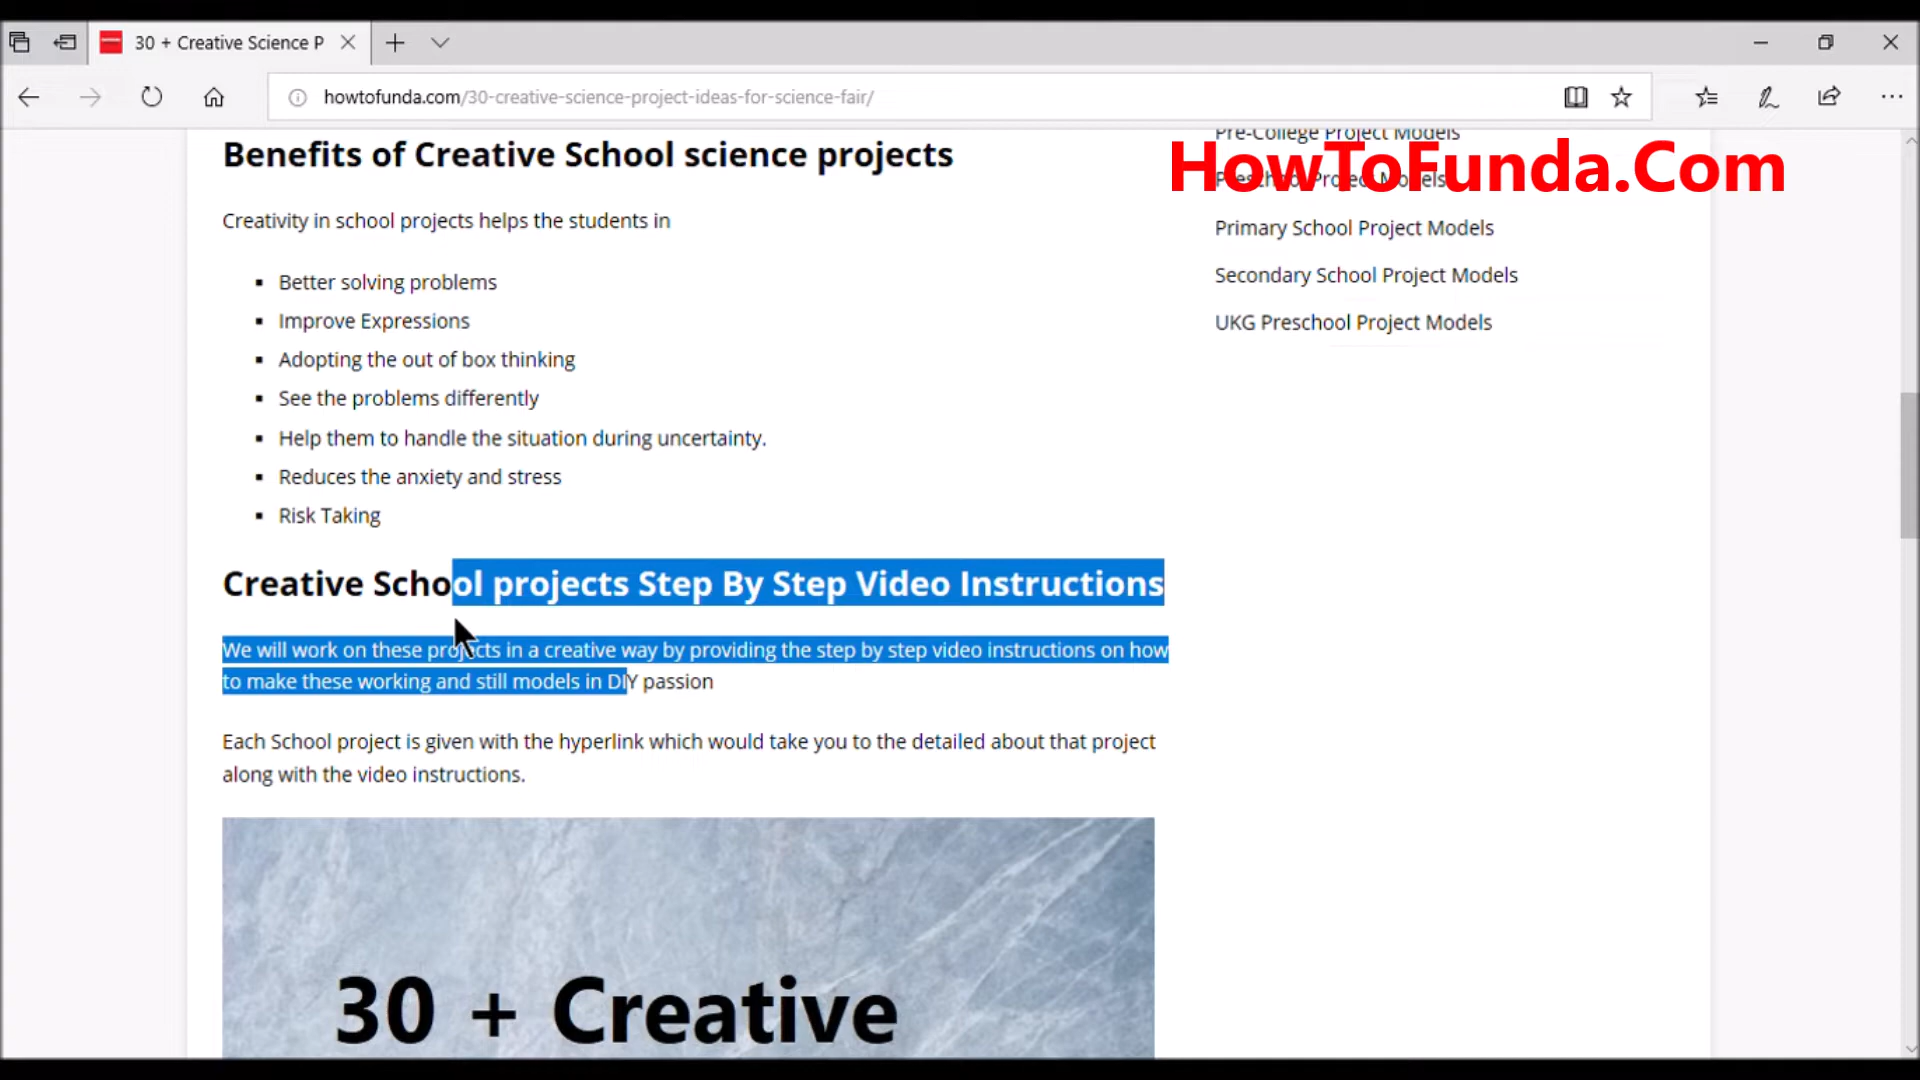 30 + Creative Science P
howtofunda.com/30-creative-science-project-ideas-for-science-fair/
Benefits of Creative School science projects
Creativity in school projects helps the students in
Better solving problems
Improve Expressions
Adopting the out of box thinking
See the problems differently
Help them to handle the situation during uncertainty.
Reduces the anxiety and stress
Risk Taking
Creative School projects Step By Step Video Instructions
We will work on these projects in a creative way by providing the step by step video instructions on how
to make these working and still models in DIY passion
Each School project is given with the hyperlink which would take you to the detailed about that project
along with the video instructions.
30 + Creative
Pre-College Project Models
HowToFunda.Com
Preschool Project Models
Primary School Project Models
Secondary School Project Models
UKG Preschool Project Models